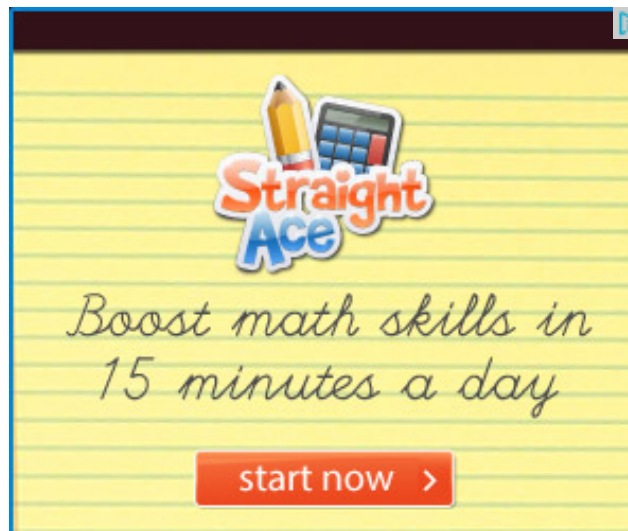 Straight
Ace
Boost math skills in
15 minutes a day
start now >